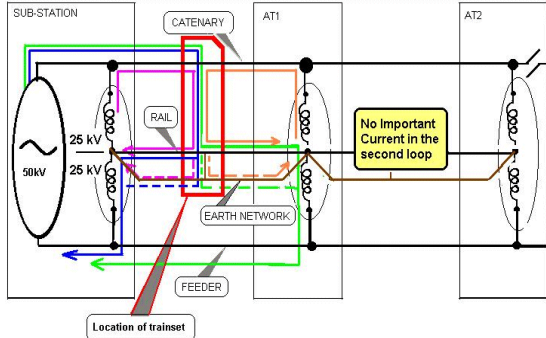 SUB-STATION
CATENARY
AT1
AT2
RAIL
25 kV
25 kV
50kV
No Important
Current in the
second loop
EARTH NETWORK
FEEDER
Location of trainset